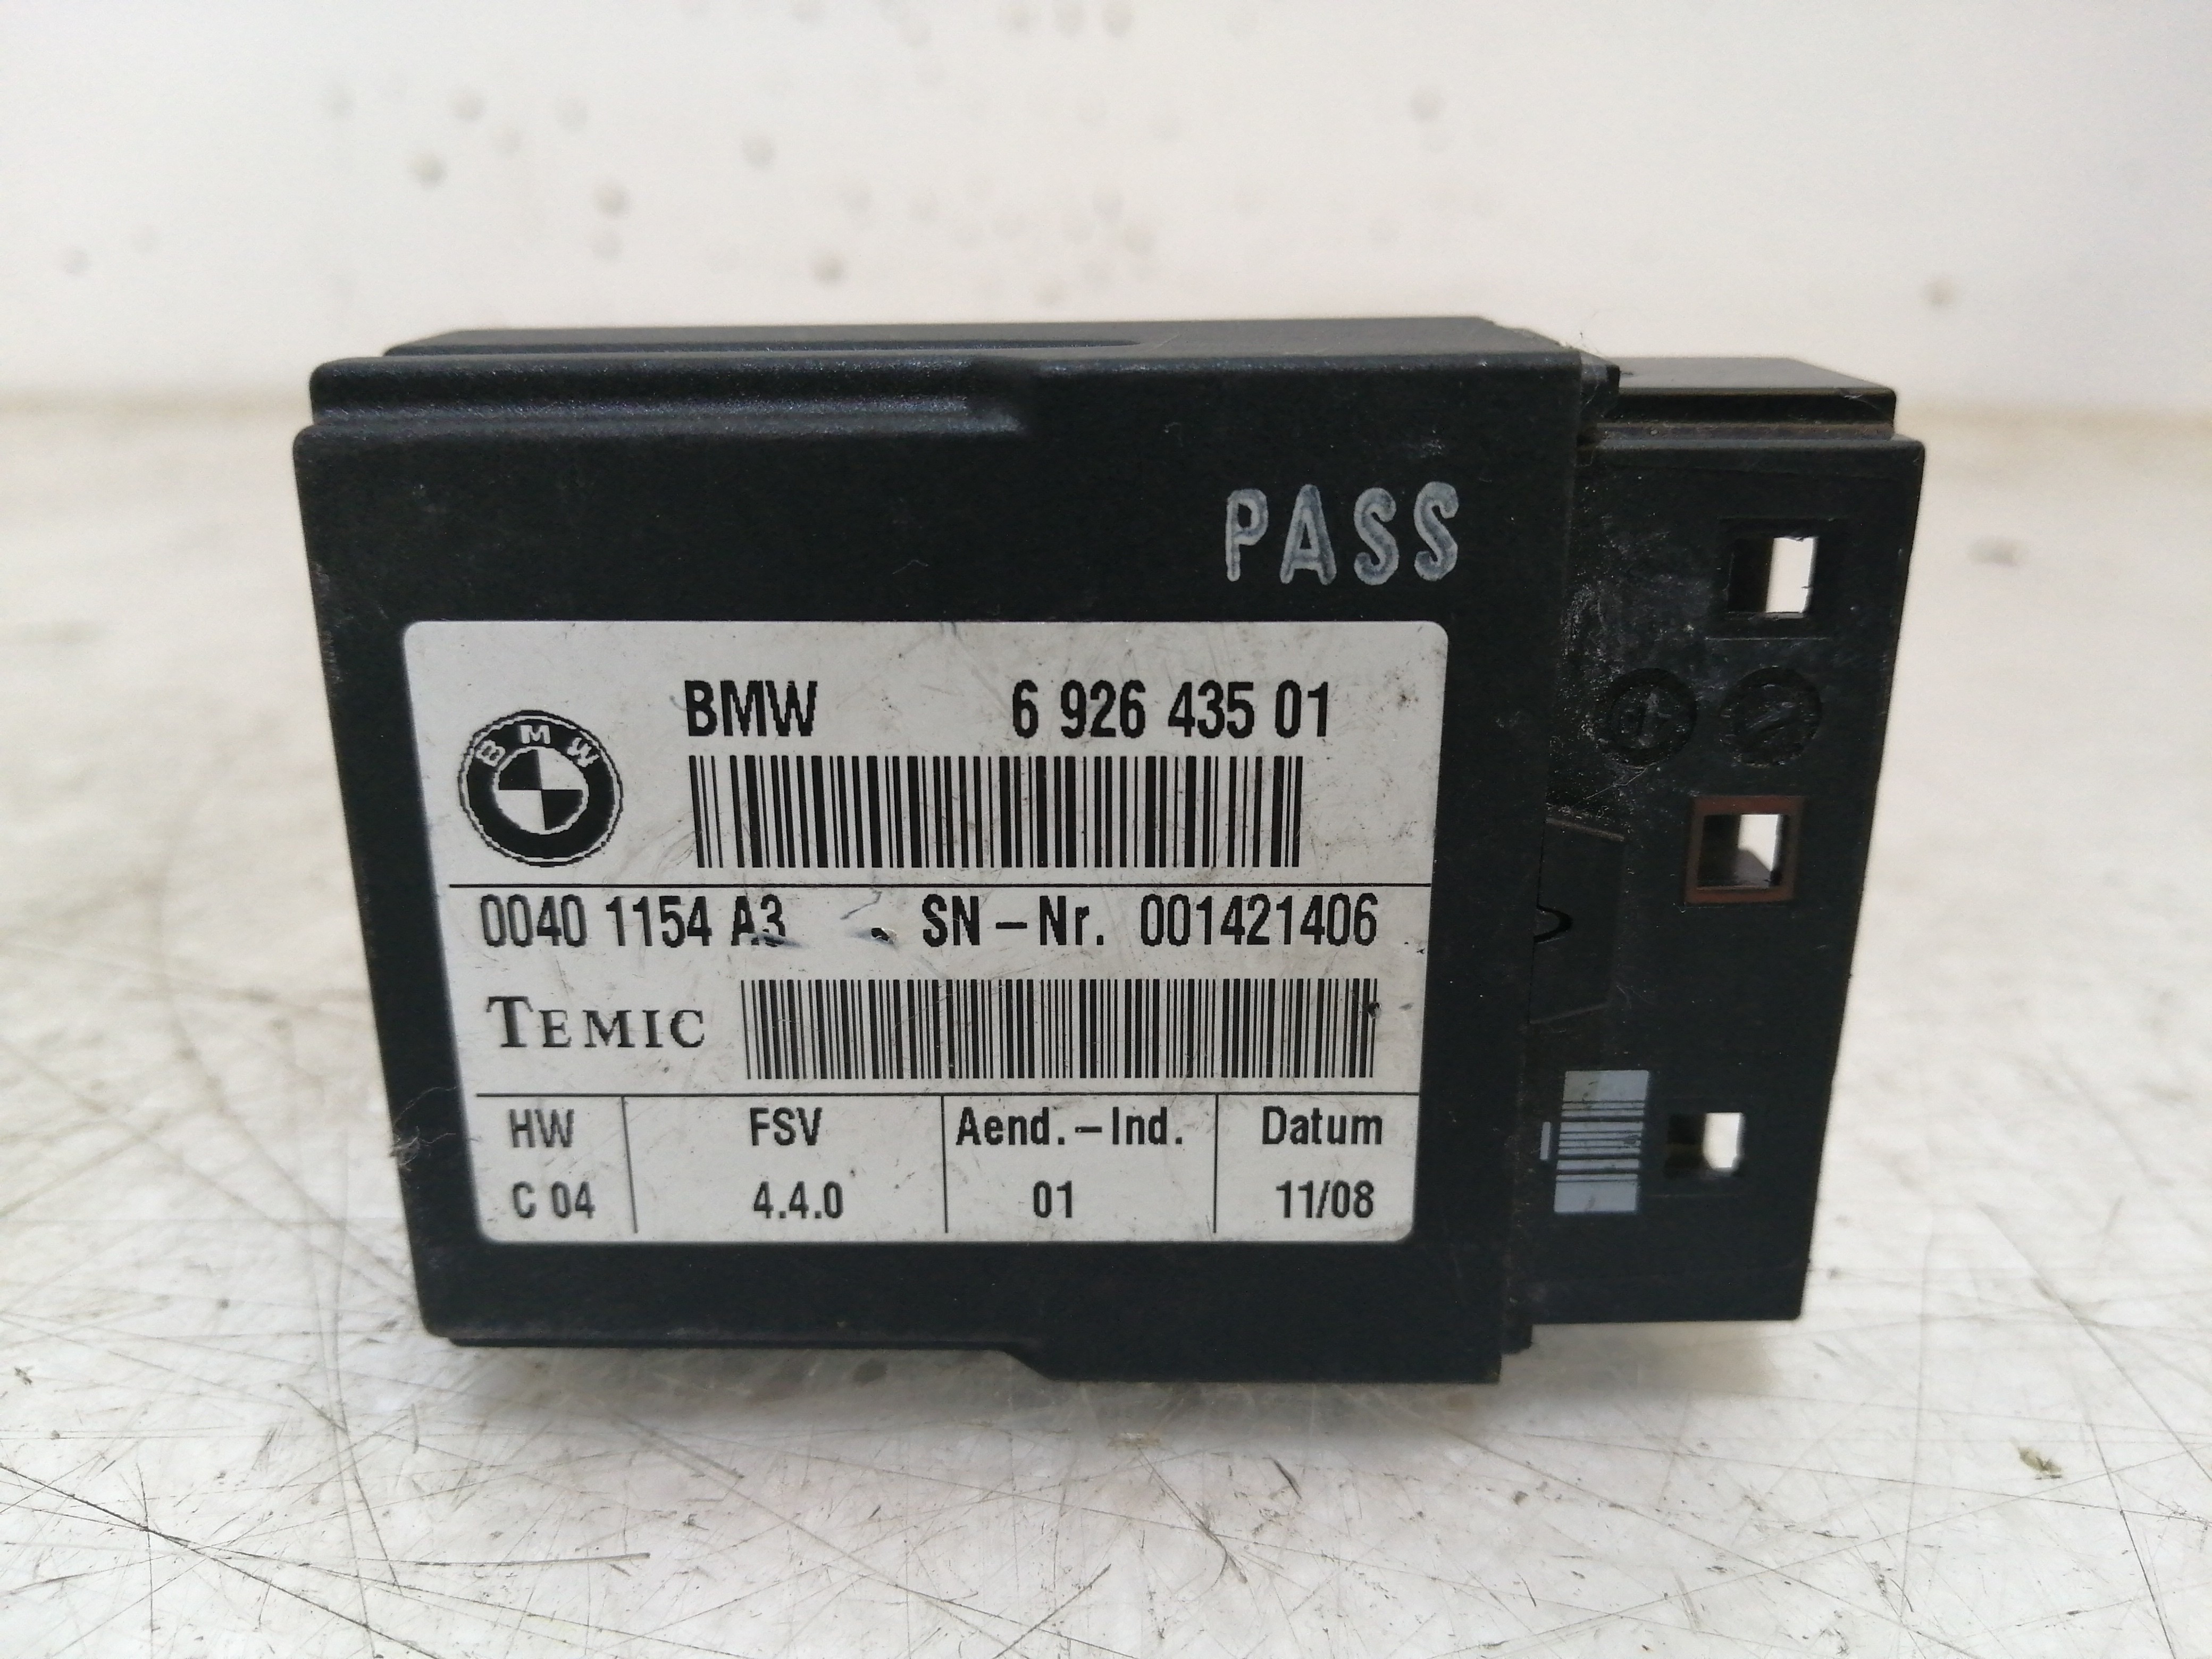 PASS
BMW 6 926 435 01
BMW
0040 1154 A3 SN-Nr. 001421406
TEMIC
HW FSV Aend.-Ind. Datum
C 04 4.4.0 01 11/08